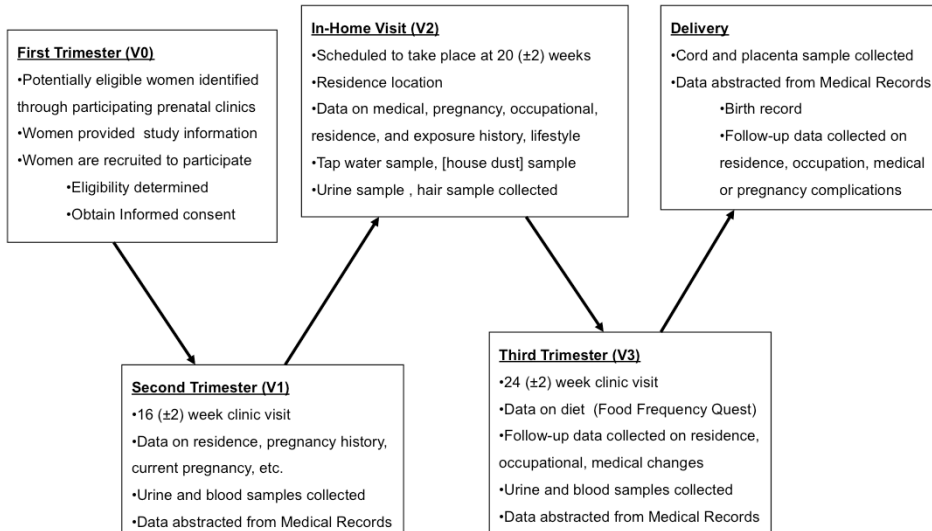 First Trimester (V0)
•Potentially eligible women identified
through participating prenatal clinics
•Women provided study information
•Women are recruited to participate
•Eligibility determined
•Obtain Informed consent
Second Trimester (V1)
•16 (±2) week clinic visit
•Data on residence, pregnancy history,
current pregnancy, etc.
•Urine and blood samples collected
•Data abstracted from Medical Records
In-Home Visit (V2)
•Scheduled to take place at 20 (±2) weeks
•Residence location
•Data on medical, pregnancy, occupational,
residence, and exposure history, lifestyle
•Tap water sample, [house dust] sample
•Urine sample , hair sample collected
Third Trimester (V3)
•24 (±2) week clinic visit
•Data on diet (Food Frequency Quest)
•Follow-up data collected on residence,
occupational, medical changes
•Urine and blood samples collected
•Data abstracted from Medical Records
Delivery
•Cord and placenta sample collected
•Data abstracted from Medical Records
•Birth record
•Follow-up data collected on
residence, occupation, medical
or pregnancy complications